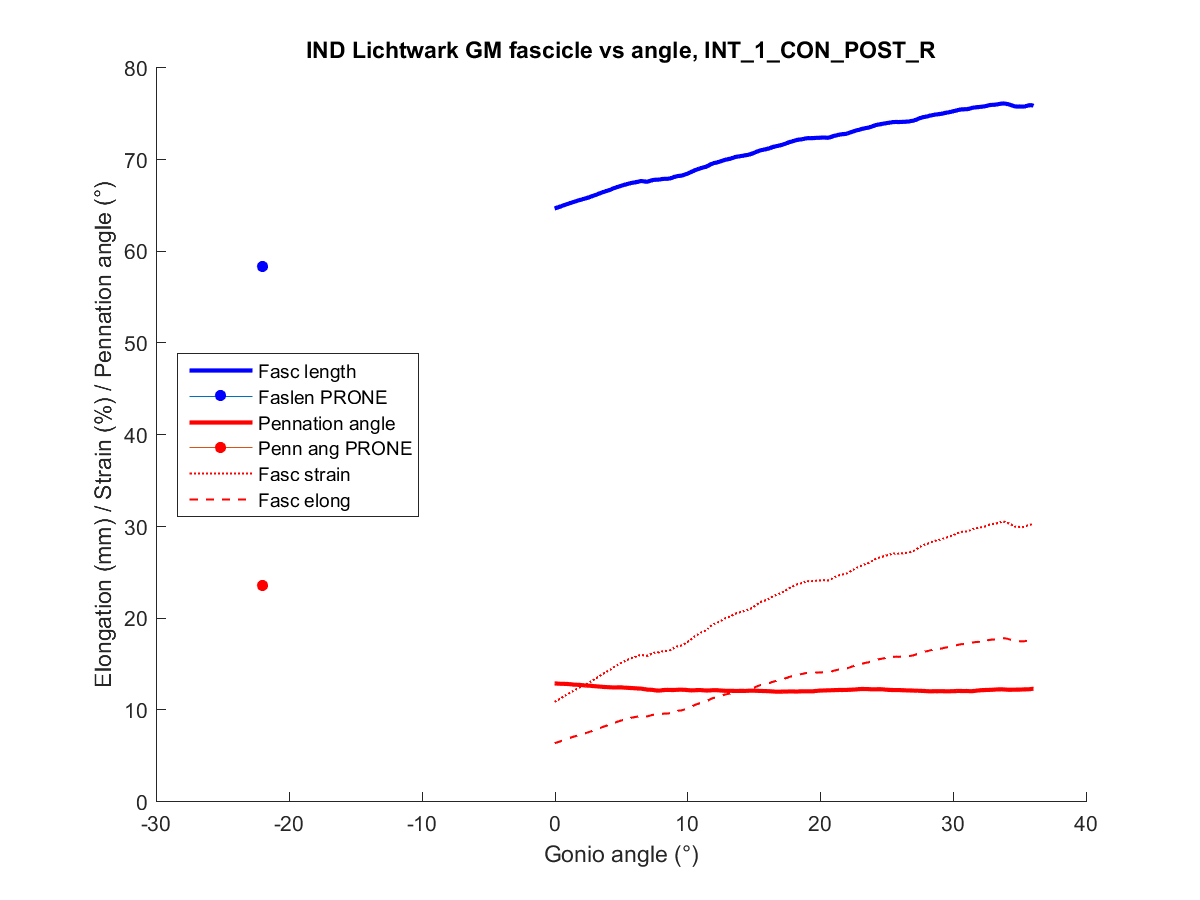 IND Lichtwark GM fascicle vs angle, INT_1_CON_POST_R
Elongation (mm) / Strain (%) / Pennation angle (°)
80
70
60
50
40
30
20
10
0
Fasc length
Faslen PRONE
Pennation angle
Penn ang PRONE
Fasc strain
Fasc elong
-30
-20
-10
0
10
20
30
40
Gonio angle (°)